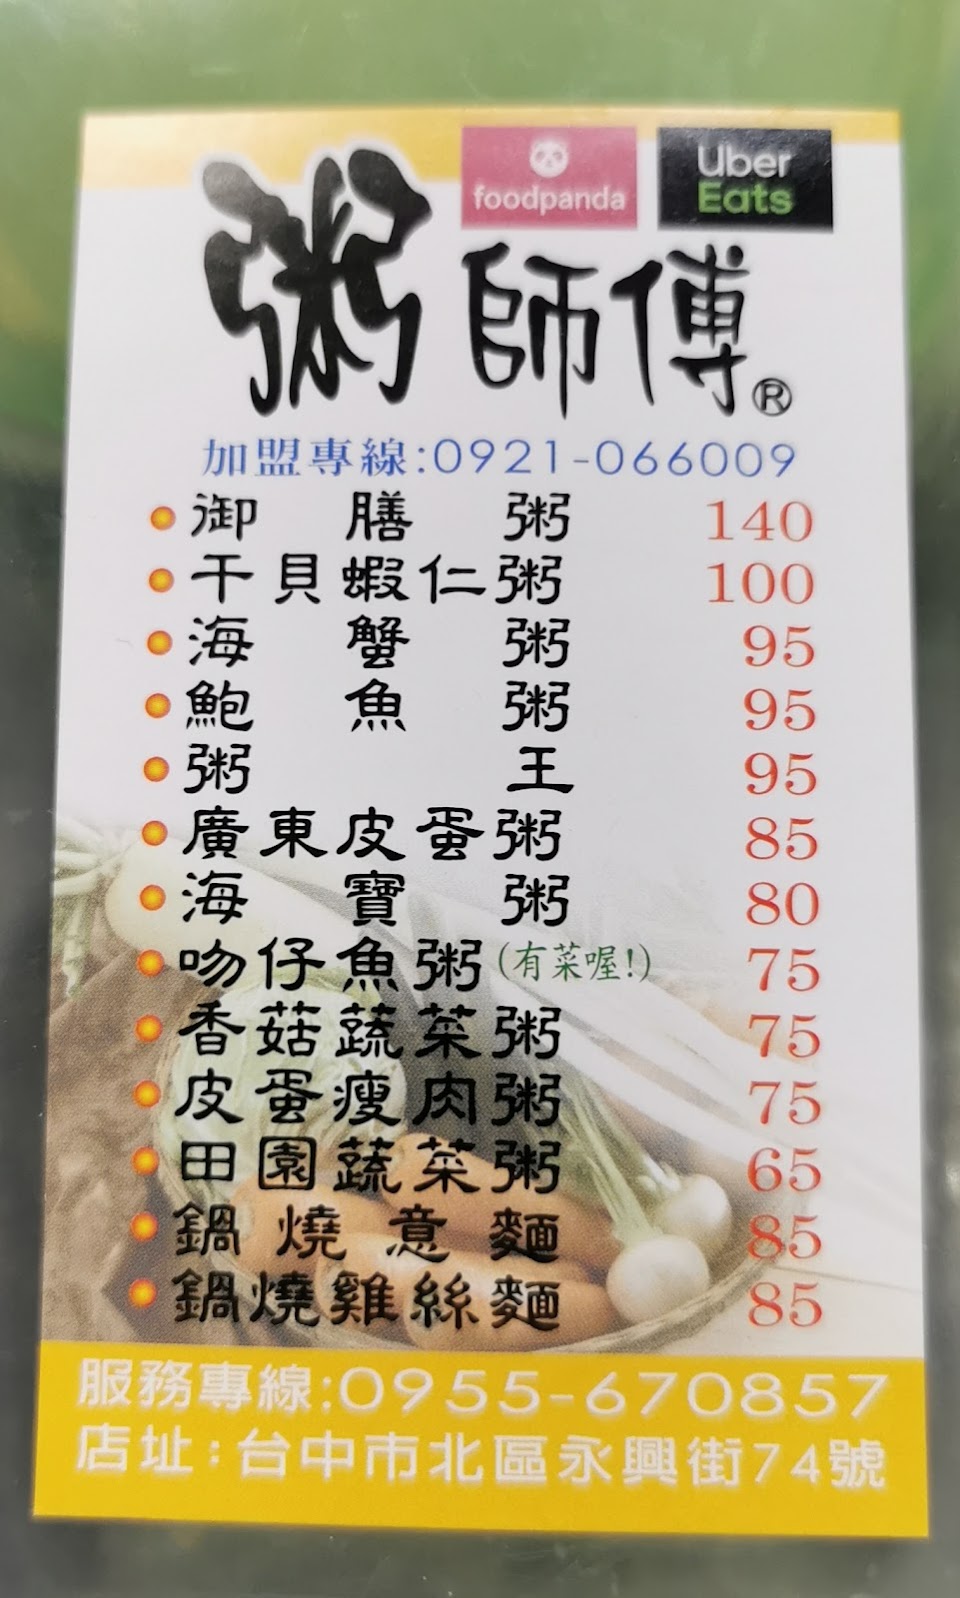 foodpanda
Uber Eats
粥師傅®
加盟專線:0921-066009
御膳粥 140
干貝蝦仁粥 100
海蟹粥 95
鮑魚粥 95
粥王 95
廣東皮蛋粥 85
海寶粥 80
吻仔魚粥(有菜喔!) 75
香菇蔬菜粥 75
皮蛋瘦肉粥 75
田園蔬菜粥 65
鍋燒意麵 85
鍋燒雞絲麵 85
服務專線:0955-670857
店址:台中市北區永興街74號